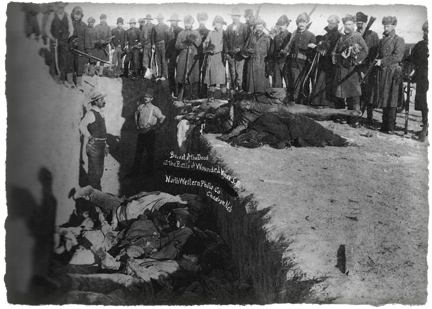 Burial of the Dead
at the Battle of Wounded Knee S.D.
North Western Photo Co
Chadron Neb